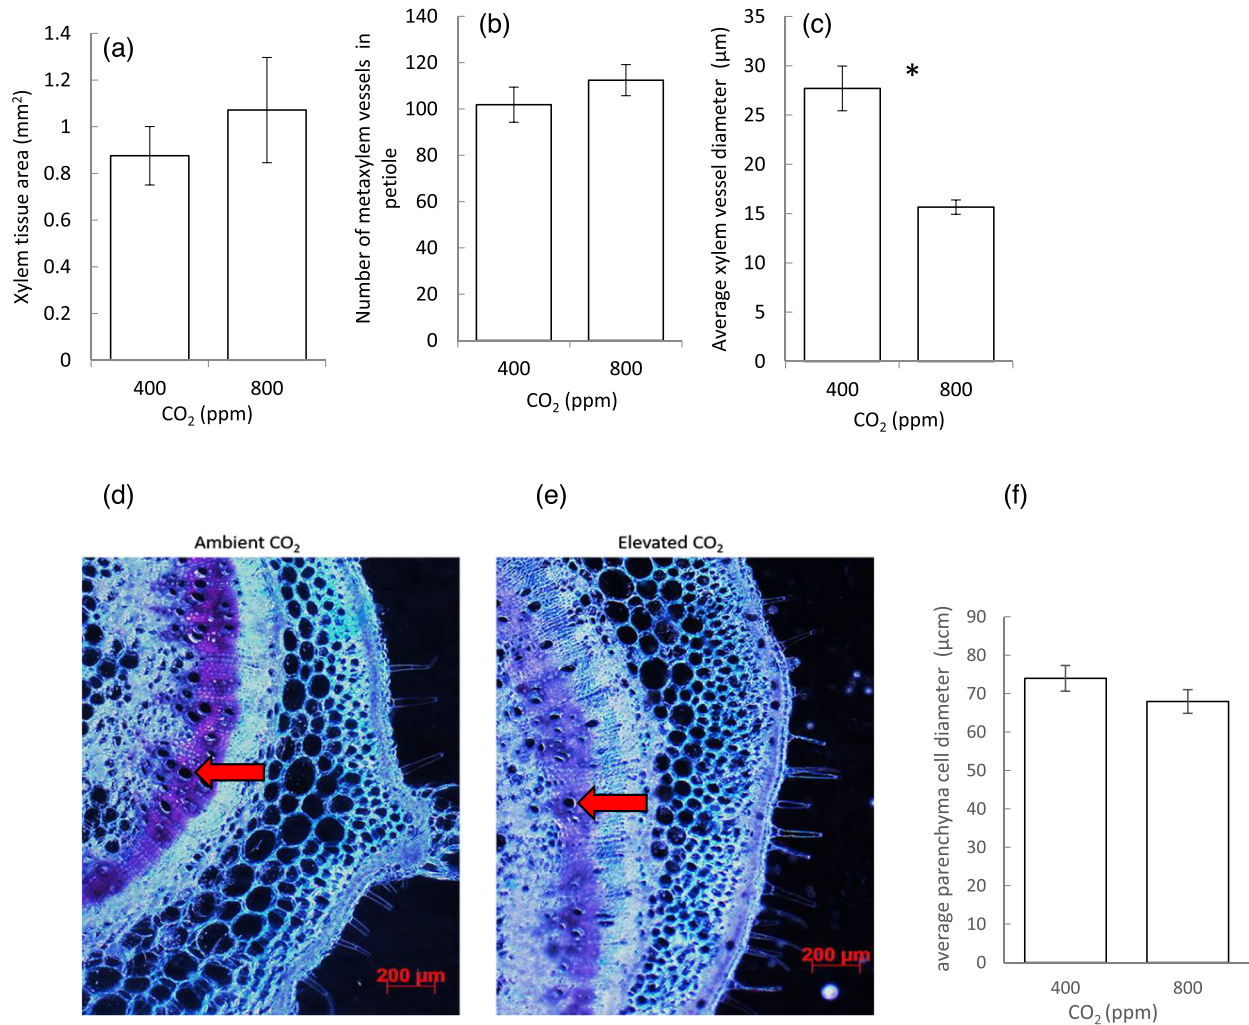 (a)
1.4
1.2
1
0.8
0.6
0.4
0.2
0
Xylem tissue area (mm²)
400 800
CO₂ (ppm)
(b)
140
120
100
80
60
40
20
0
Number of metaxylem vessels in
petiole
400 800
CO₂ (ppm)
(c)
35
30
25
20
15
10
5
0
Average xylem vessel diameter (µm)
*
400 800
CO₂ (ppm)
(d)
Ambient CO₂
200 µm
(e)
Elevated CO₂
200 µm
(f)
90
80
70
60
50
40
30
20
10
0
average parenchyma cell diameter (µcm)
400 800
CO₂ (ppm)